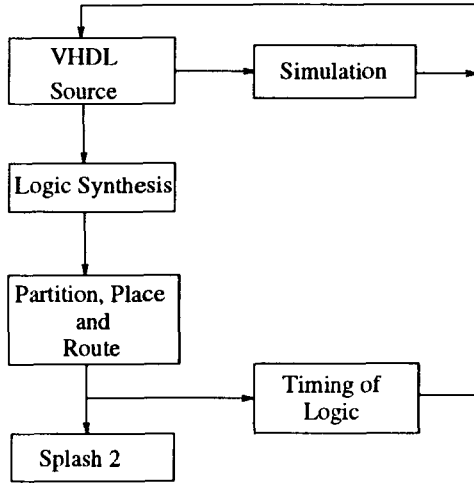 VHDL
Source
Simulation
Logic Synthesis
Partition, Place
and
Route
Timing of
Logic
Splash 2